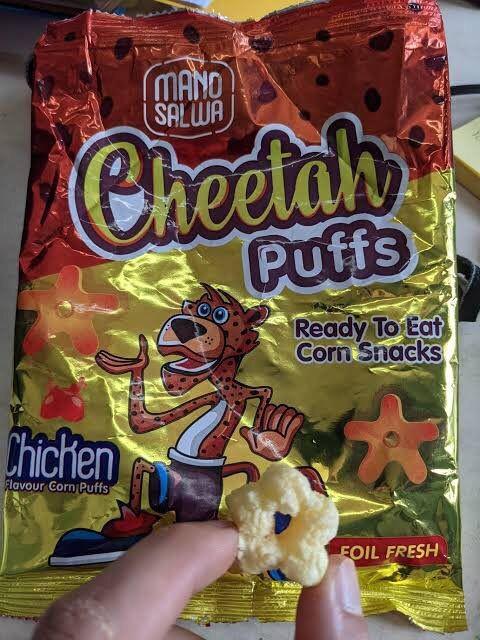 MANO
SALWA
Cheetah
Puffs
Ready To Eat
Corn Snacks
Chicken
Flavour Corn Puffs
FOIL FRESH